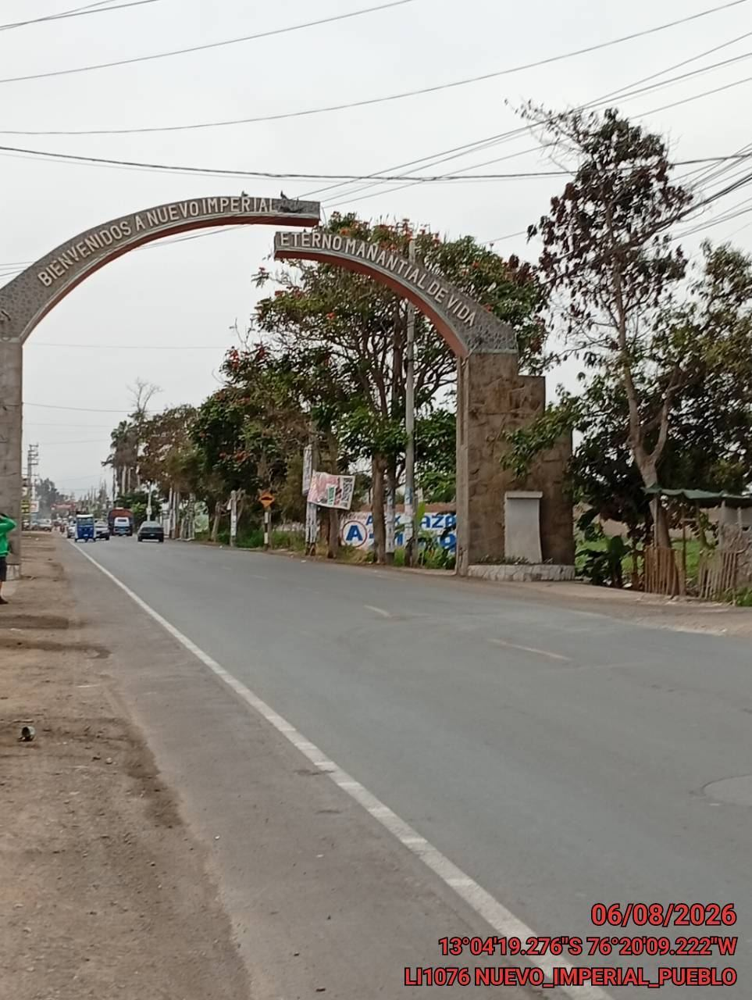 BIENVENIDOS A NUEVO IMPERIAL
ETERNO MANANTIAL DE VIDA
A
06/08/2026
13°04'19.276"S 76°20'09.222"W
LI1076 NUEVO_IMPERIAL_PUEBLO